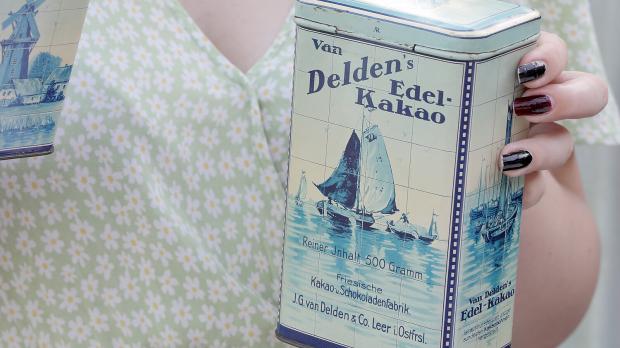 Van
Delden's
Edel-
Kakao
Reiner Jnhalt 500 Gramm
Friesische
Kakao u. Schokoladenfabrik
J.G. van Delden & Co. Leer i. Ostfrsl.
Van Delden's
Edel-Kakao